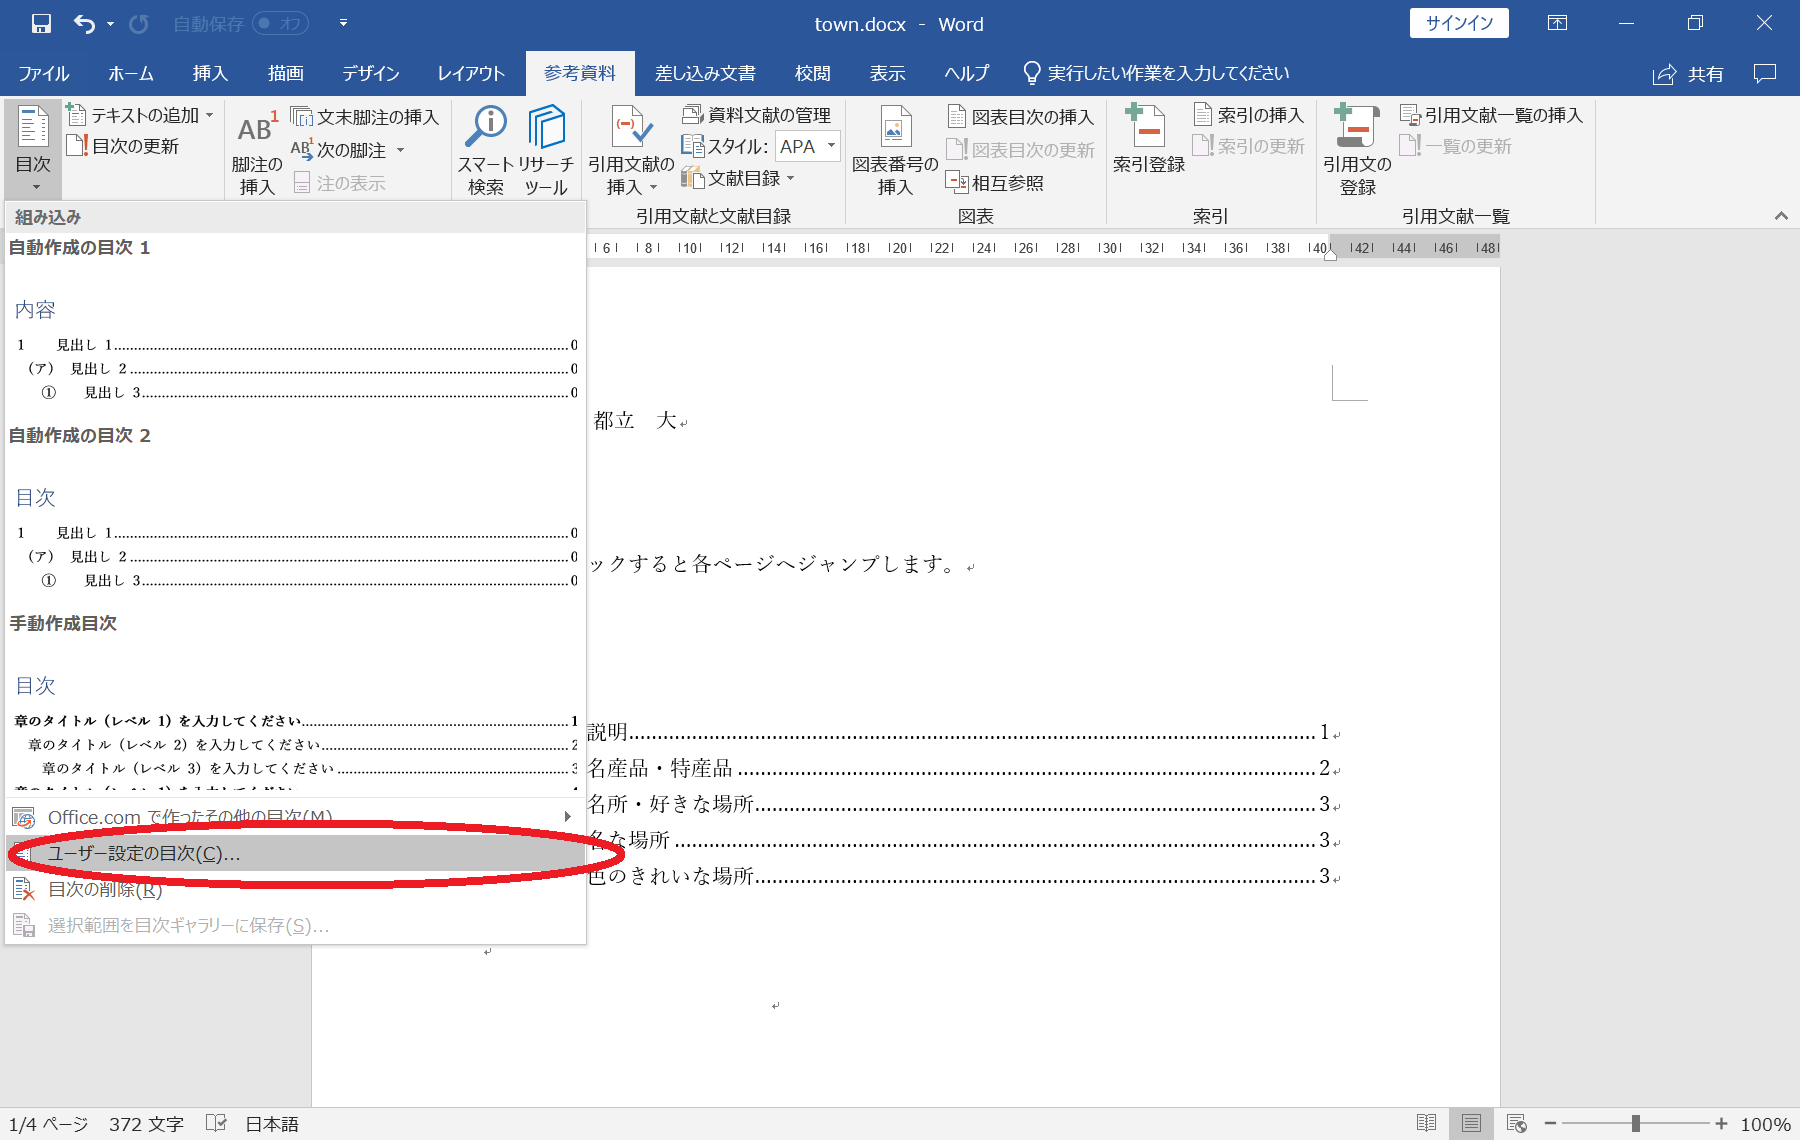 自動保存 オフ
town.docx - Word
サインイン
ファイル ホーム 挿入 描画 デザイン レイアウト 参考資料 差し込み文書 校閲 表示 ヘルプ 実行したい作業を入力してください 共有
目次
テキストの追加
目次の更新
AB1
脚注の
挿入
文末脚注の挿入
次の脚注
注の表示
スマート
検索
リサーチ
ツール
引用文献の
挿入
資料文献の管理
スタイル: APA
文献目録
引用文献と文献目録
図表番号の
挿入
図表目次の挿入
図表目次の更新
相互参照
図表
索引登録
索引の挿入
索引の更新
索引
引用文の
登録
引用文献一覧の挿入
一覧の更新
引用文献一覧
6 8 10 12 14 16 18 20 22 24 26 28 30 32 34 36 38 40 42 44 46 48
組み込み
自動作成の目次 1
内容
1 見出し 1 0
(ア) 見出し 2 0
① 見出し 3 0
自動作成の目次 2
目次
1 見出し 1 0
(ア) 見出し 2 0
① 見出し 3 0
手動作成目次
目次
章のタイトル (レベル 1) を入力してください 1
章のタイトル (レベル 2) を入力してください 2
章のタイトル (レベル 3) を入力してください 3
Office.com で作ったその他の目次(M)
ユーザー設定の目次(C)...
目次の削除(R)
選択範囲を目次ギャラリーに保存(S)...
都立 大
ックすると各ページへジャンプします。
説明 1
名産品・特産品 2
名所・好きな場所 3
名な場所 3
色のきれいな場所 3
1/4 ページ 372 文字 日本語 100%